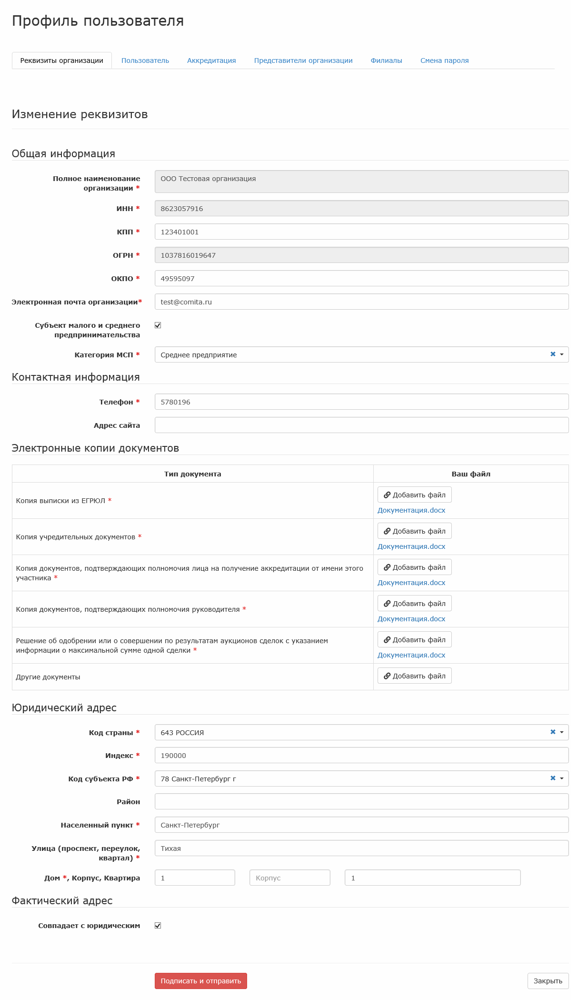 Профиль пользователя
Реквизиты организации Пользователь Аккредитация Представители организации Филиалы Смена пароля
Изменение реквизитов
Общая информация
Полное наименование
организации *
ООО Тестовая организация
ИНН * 8623057916
КПП * 123401001
ОГРН * 1037816019647
ОКПО * 49595097
Электронная почта организации* test@comita.ru
Субъект малого и среднего
предпринимательства
Категория МСП * Среднее предприятие
Контактная информация
Телефон * 5780196
Адрес сайта
Электронные копии документов
Тип документа Ваш файл
Копия выписки из ЕГРЮЛ *
Добавить файл
Документация.docx
Копия учредительных документов *
Добавить файл
Документация.docx
Копия документов, подтверждающих полномочия лица на получение аккредитации от имени этого
участника *
Добавить файл
Документация.docx
Копия документов, подтверждающих полномочия руководителя *
Добавить файл
Документация.docx
Решение об одобрении или о совершении по результатам аукционов сделок с указанием
информации о максимальной сумме одной сделки *
Добавить файл
Документация.docx
Другие документы
Добавить файл
Юридический адрес
Код страны * 643 РОССИЯ
Индекс * 190000
Код субъекта РФ * 78 Санкт-Петербург г
Район
Населенный пункт * Санкт-Петербург
Улица (проспект, переулок,
квартал) *
Тихая
Дом *, Корпус, Квартира 1 Корпус 1
Фактический адрес
Совпадает с юридическим
Подписать и отправить Закрыть